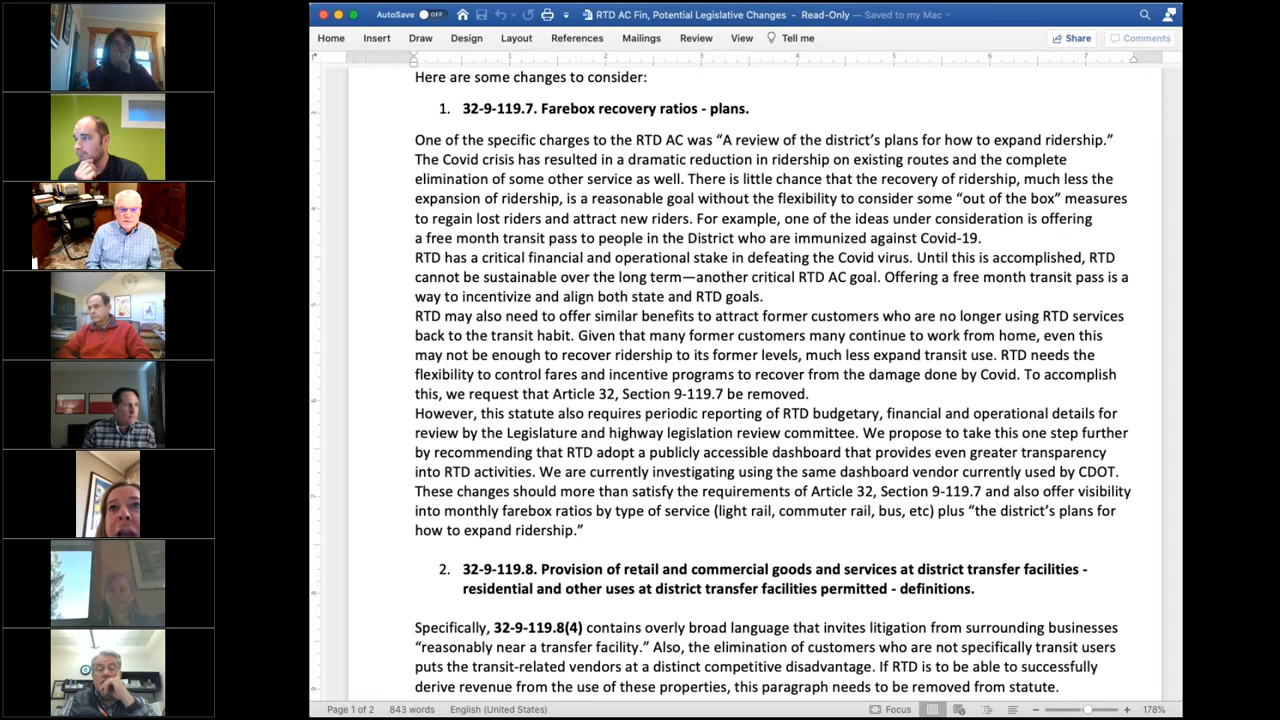 AutoSave OFF RTD AC Fin, Potential Legislative Changes - Read-Only — Saved to my Mac
Home Insert Draw Design Layout References Mailings Review View Tell me Share Comments
1 2 3 4 5 6 7
Here are some changes to consider:
1. 32-9-119.7. Farebox recovery ratios - plans.
One of the specific charges to the RTD AC was “A review of the district’s plans for how to expand ridership.”
The Covid crisis has resulted in a dramatic reduction in ridership on existing routes and the complete
elimination of some other service as well. There is little chance that the recovery of ridership, much less the
expansion of ridership, is a reasonable goal without the flexibility to consider some “out of the box” measures
to regain lost riders and attract new riders. For example, one of the ideas under consideration is offering
a free month transit pass to people in the District who are immunized against Covid-19.
RTD has a critical financial and operational stake in defeating the Covid virus. Until this is accomplished, RTD
cannot be sustainable over the long term—another critical RTD AC goal. Offering a free month transit pass is a
way to incentivize and align both state and RTD goals.
RTD may also need to offer similar benefits to attract former customers who are no longer using RTD services
back to the transit habit. Given that many former customers many continue to work from home, even this
may not be enough to recover ridership to its former levels, much less expand transit use. RTD needs the
flexibility to control fares and incentive programs to recover from the damage done by Covid. To accomplish
this, we request that Article 32, Section 9-119.7 be removed.
However, this statute also requires periodic reporting of RTD budgetary, financial and operational details for
review by the Legislature and highway legislation review committee. We propose to take this one step further
by recommending that RTD adopt a publicly accessible dashboard that provides even greater transparency
into RTD activities. We are currently investigating using the same dashboard vendor currently used by CDOT.
These changes should more than satisfy the requirements of Article 32, Section 9-119.7 and also offer visibility
into monthly farebox ratios by type of service (light rail, commuter rail, bus, etc) plus “the district’s plans for
how to expand ridership.”
2. 32-9-119.8. Provision of retail and commercial goods and services at district transfer facilities -
residential and other uses at district transfer facilities permitted - definitions.
Specifically, 32-9-119.8(4) contains overly broad language that invites litigation from surrounding businesses
“reasonably near a transfer facility.” Also, the elimination of customers who are not specifically transit users
puts the transit-related vendors at a distinct competitive disadvantage. If RTD is to be able to successfully
derive revenue from the use of these properties, this paragraph needs to be removed from statute.
Page 1 of 2 843 words English (United States) Focus 178%